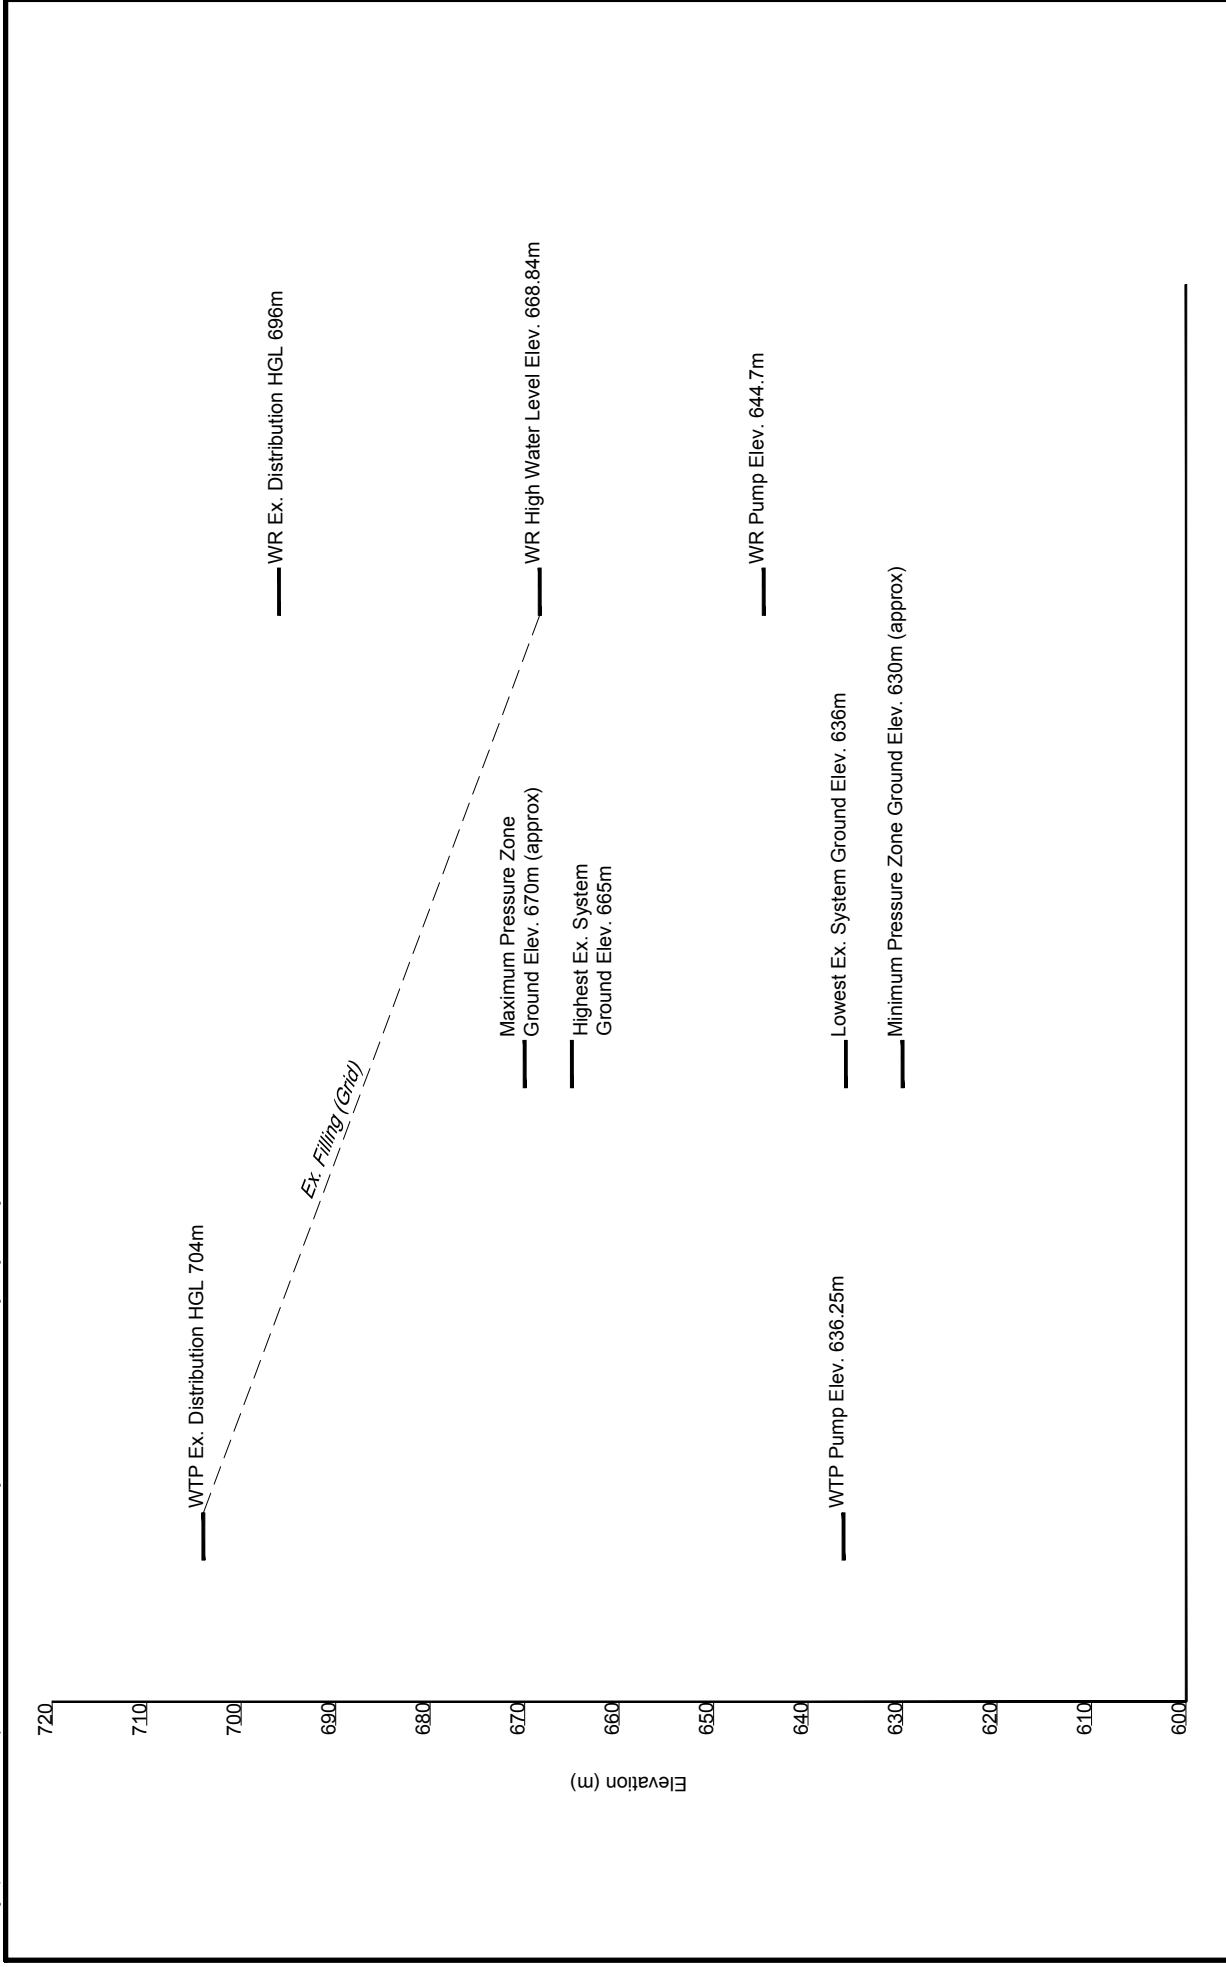 720
710
700
690
680
670
660
650
640
630
620
610
600
Elevation (m)
WTP Ex. Distribution HGL 704m
WTP Pump Elev. 636.25m
Ex. Filling (Grid)
Maximum Pressure Zone
Ground Elev. 670m (approx)
Highest Ex. System
Ground Elev. 665m
Lowest Ex. System Ground Elev. 636m
Minimum Pressure Zone Ground Elev. 630m (approx)
WR Ex. Distribution HGL 696m
WR High Water Level Elev. 668.84m
WR Pump Elev. 644.7m